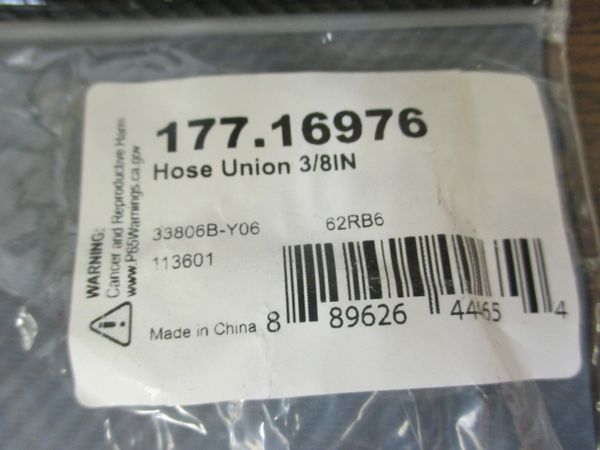 177.16976
Hose Union 3/8IN
33806B-Y06 62RB6
113601
Made in China
8 89626 44465 4
WARNING:
Cancer and Reproductive Harm
www.P65Warnings.ca.gov